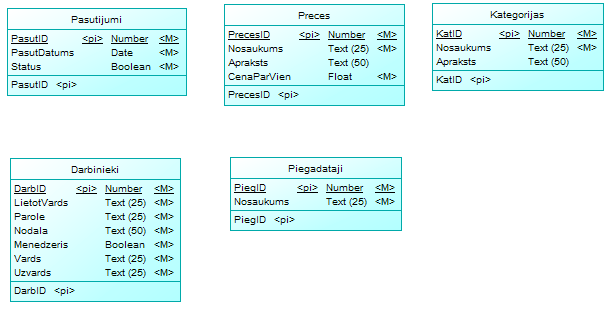 Pasutijumi
PasutID <pi> Number <M>
PasutDatums Date <M>
Status Boolean <M>
PasutID <pi>
Preces
PrecesID <pi> Number <M>
Nosaukums Text (25) <M>
Apraksts Text (50)
CenaParVien Float <M>
PrecesID <pi>
Kategorijas
KatID <pi> Number <M>
Nosaukums Text (25) <M>
Apraksts Text (50)
KatID <pi>
Darbinieki
DarbID <pi> Number <M>
LietotVards Text (25) <M>
Parole Text (25) <M>
Nodala Text (50) <M>
Menedzeris Boolean <M>
Vards Text (25) <M>
Uzvards Text (25) <M>
DarbID <pi>
Piegadataji
PiegID <pi> Number <M>
Nosaukums Text (25) <M>
PiegID <pi>